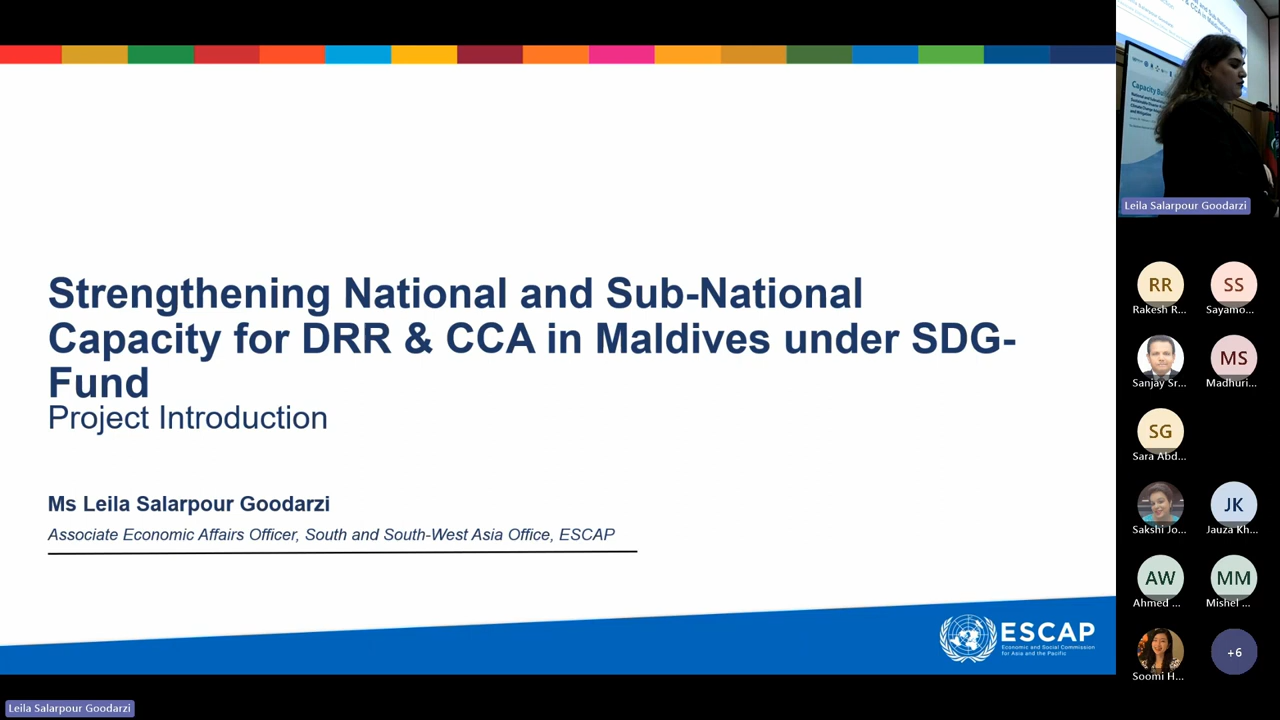 Strengthening National and Sub-National
Capacity for DRR & CCA in Maldives under SDG-
Fund
Project Introduction
Ms Leila Salarpour Goodarzi
Associate Economic Affairs Officer, South and South-West Asia Office, ESCAP
ESCAP
Economic and Social Commission
for Asia and the Pacific
Leila Salarpour Goodarzi
Capacity
Leila Salarpour Goodarzi
RR
Rakesh R...
SS
Sayamo...
Sanjay Sr...
MS
Madhuri...
SG
Sara Abd...
Sakshi Jo...
JK
Jauza Kh...
AW
Ahmed ...
MM
Mishel ...
Soomi H...
+6